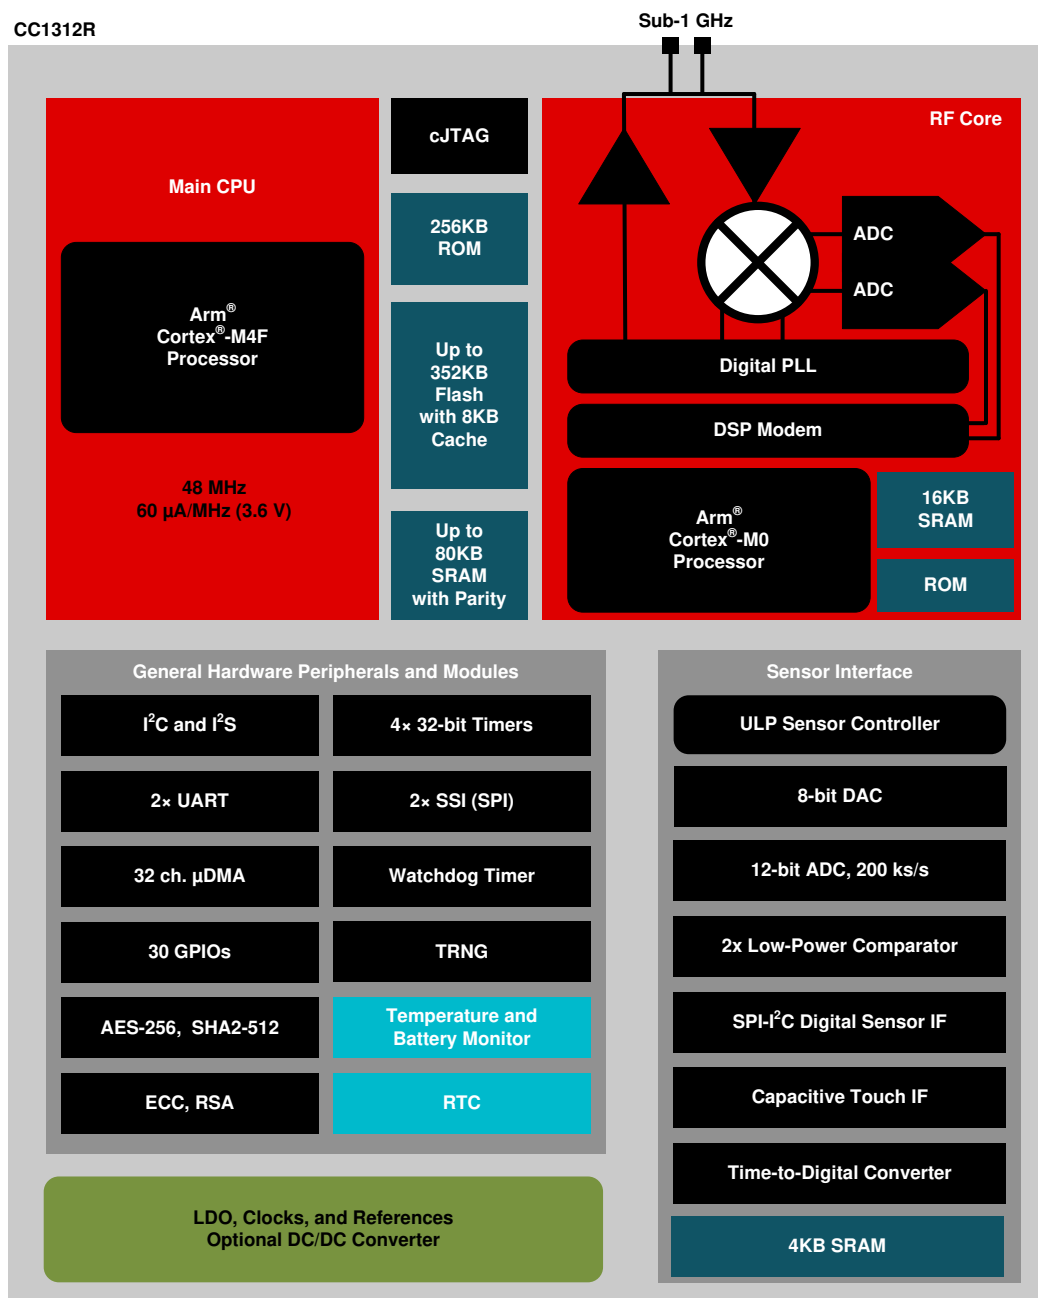 CC1312R
Sub-1 GHz
Main CPU
Arm®
Cortex®-M4F
Processor
48 MHz
60 µA/MHz (3.6 V)
cJTAG
256KB
ROM
Up to
352KB
Flash
with 8KB
Cache
Up to
80KB
SRAM
with Parity
RF Core
ADC
ADC
Digital PLL
DSP Modem
Arm®
Cortex®-M0
Processor
16KB
SRAM
ROM
General Hardware Peripherals and Modules
I²C and I²S
4× 32-bit Timers
2× UART
2× SSI (SPI)
32 ch. µDMA
Watchdog Timer
30 GPIOs
TRNG
AES-256, SHA2-512
Temperature and
Battery Monitor
ECC, RSA
RTC
LDO, Clocks, and References
Optional DC/DC Converter
Sensor Interface
ULP Sensor Controller
8-bit DAC
12-bit ADC, 200 ks/s
2x Low-Power Comparator
SPI-I²C Digital Sensor IF
Capacitive Touch IF
Time-to-Digital Converter
4KB SRAM